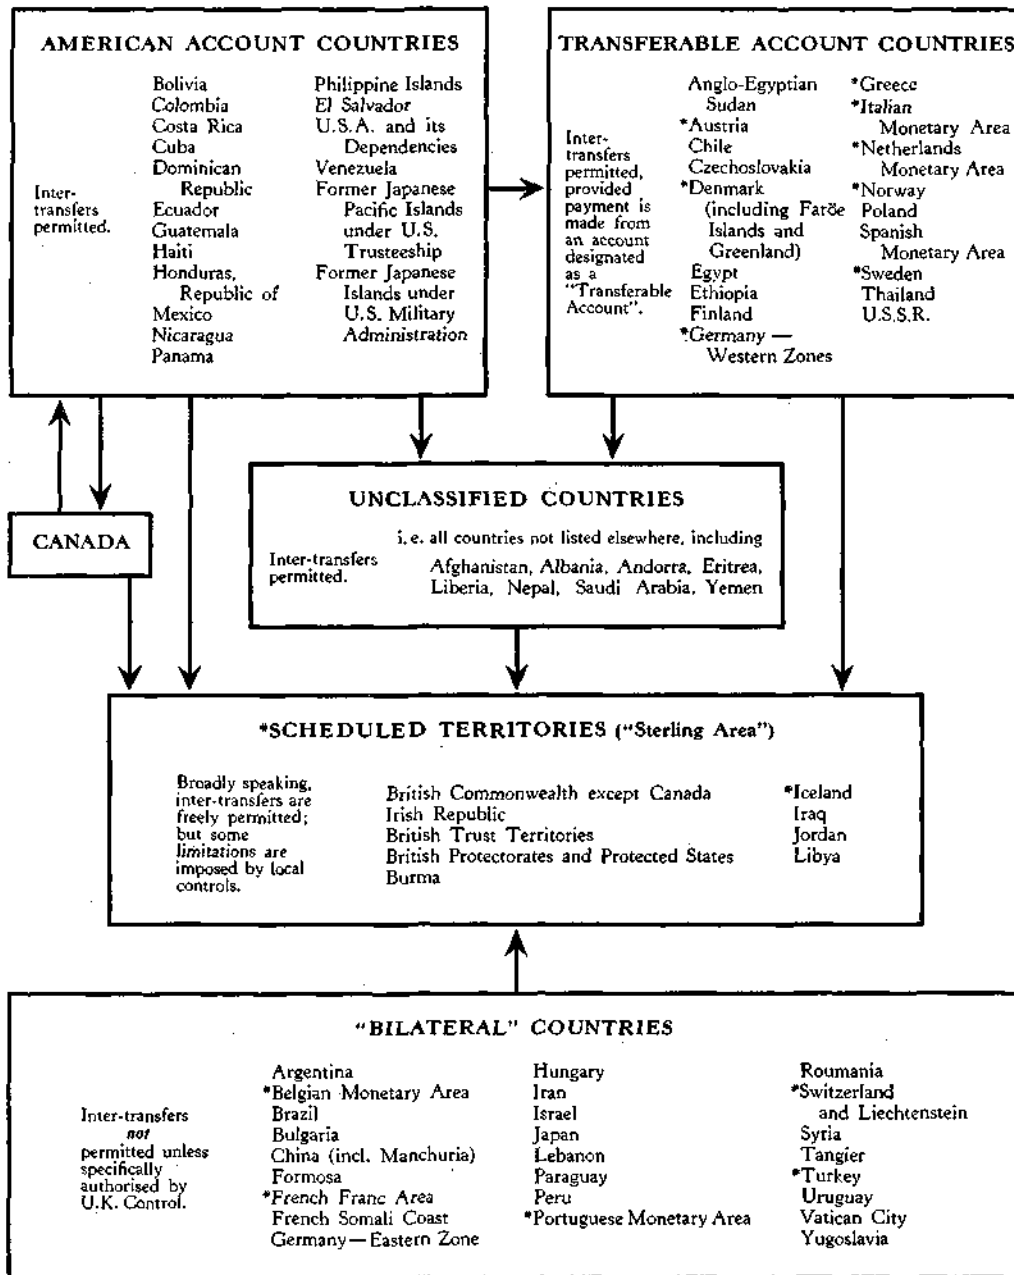 AMERICAN ACCOUNT COUNTRIES
Inter-
transfers
permitted.
Bolivia
Colombia
Costa Rica
Cuba
Dominican
Republic
Ecuador
Guatemala
Haiti
Honduras,
Republic of
Mexico
Nicaragua
Panama
Philippine Islands
El Salvador
U.S.A. and its
Dependencies
Venezuela
Former Japanese
Pacific Islands
under U.S.
Trusteeship
Former Japanese
Islands under
U.S. Military
Administration
TRANSFERABLE ACCOUNT COUNTRIES
Inter-
transfers
permitted,
provided
payment is
made from
an account
designated
as a
"Transferable
Account".
Anglo-Egyptian
Sudan
*Austria
Chile
Czechoslovakia
*Denmark
(including Faröe
Islands and
Greenland)
Egypt
Ethiopia
Finland
*Germany —
Western Zones
*Greece
*Italian
Monetary Area
*Netherlands
Monetary Area
*Norway
Poland
Spanish
Monetary Area
*Sweden
Thailand
U.S.S.R.
CANADA
UNCLASSIFIED COUNTRIES
i.e. all countries not listed elsewhere, including
Inter-transfers
permitted.
Afghanistan, Albania, Andorra, Eritrea,
Liberia, Nepal, Saudi Arabia, Yemen
*SCHEDULED TERRITORIES ("Sterling Area")
Broadly speaking,
inter-transfers are
freely permitted;
but some
limitations are
imposed by local
controls.
British Commonwealth except Canada
Irish Republic
British Trust Territories
British Protectorates and Protected States
Burma
*Iceland
Iraq
Jordan
Libya
"BILATERAL" COUNTRIES
Inter-transfers
not
permitted unless
specifically
authorised by
U.K. Control.
Argentina
*Belgian Monetary Area
Brazil
Bulgaria
China (incl. Manchuria)
Formosa
*French Franc Area
French Somali Coast
Germany — Eastern Zone
Hungary
Iran
Israel
Japan
Lebanon
Paraguay
Peru
*Portuguese Monetary Area
Roumania
*Switzerland
and Liechtenstein
Syria
Tangier
*Turkey
Uruguay
Vatican City
Yugoslavia